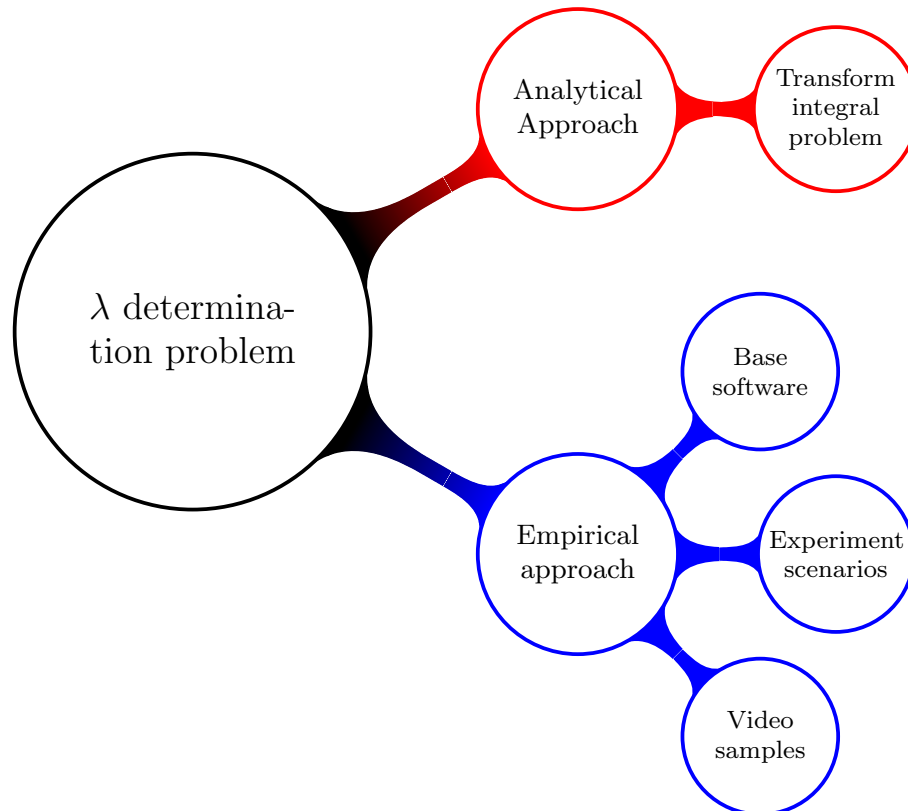 λ determina-
tion problem
Analytical
Approach
Transform
integral
problem
Empirical
approach
Base
software
Experiment
scenarios
Video
samples